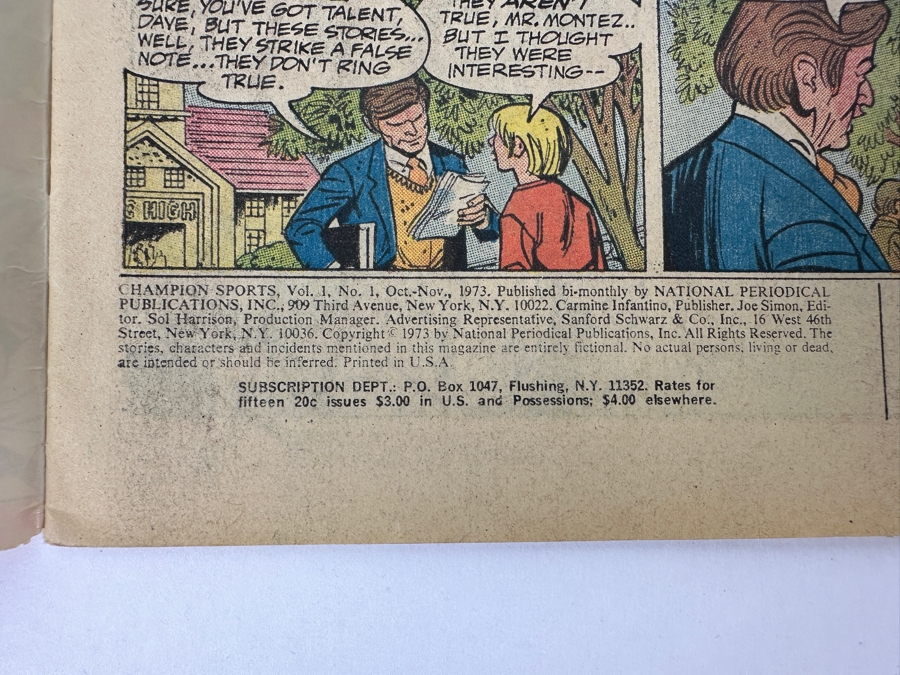 SURE, YOU'VE GOT TALENT,
DAVE, BUT THESE STORIES...
WELL, THEY STRIKE A FALSE
NOTE...THEY DON'T RING
TRUE.
THEY AREN'T
TRUE, MR. MONTEZ..
BUT I THOUGHT
THEY WERE
INTERESTING--
S HIGH
CHAMPION SPORTS, Vol. 1, No. 1, Oct.-Nov., 1973. Published bi-monthly by NATIONAL PERIODICAL
PUBLICATIONS, INC., 909 Third Avenue, New York, N.Y. 10022. Carmine Infantino, Publisher. Joe Simon, Edi-
tor. Sol Harrison, Production Manager. Advertising Representative, Sanford Schwarz & Co., Inc., 16 West 46th
Street, New York, N.Y. 10036. Copyright © 1973 by National Periodical Publications, Inc. All Rights Reserved. The
stories, characters and incidents mentioned in this magazine are entirely fictional. No actual persons, living or dead,
are intended or should be inferred. Printed in U.S.A.
SUBSCRIPTION DEPT.: P.O. Box 1047, Flushing, N.Y. 11352. Rates for
fifteen 20c issues $3.00 in U.S. and Possessions; $4.00 elsewhere.